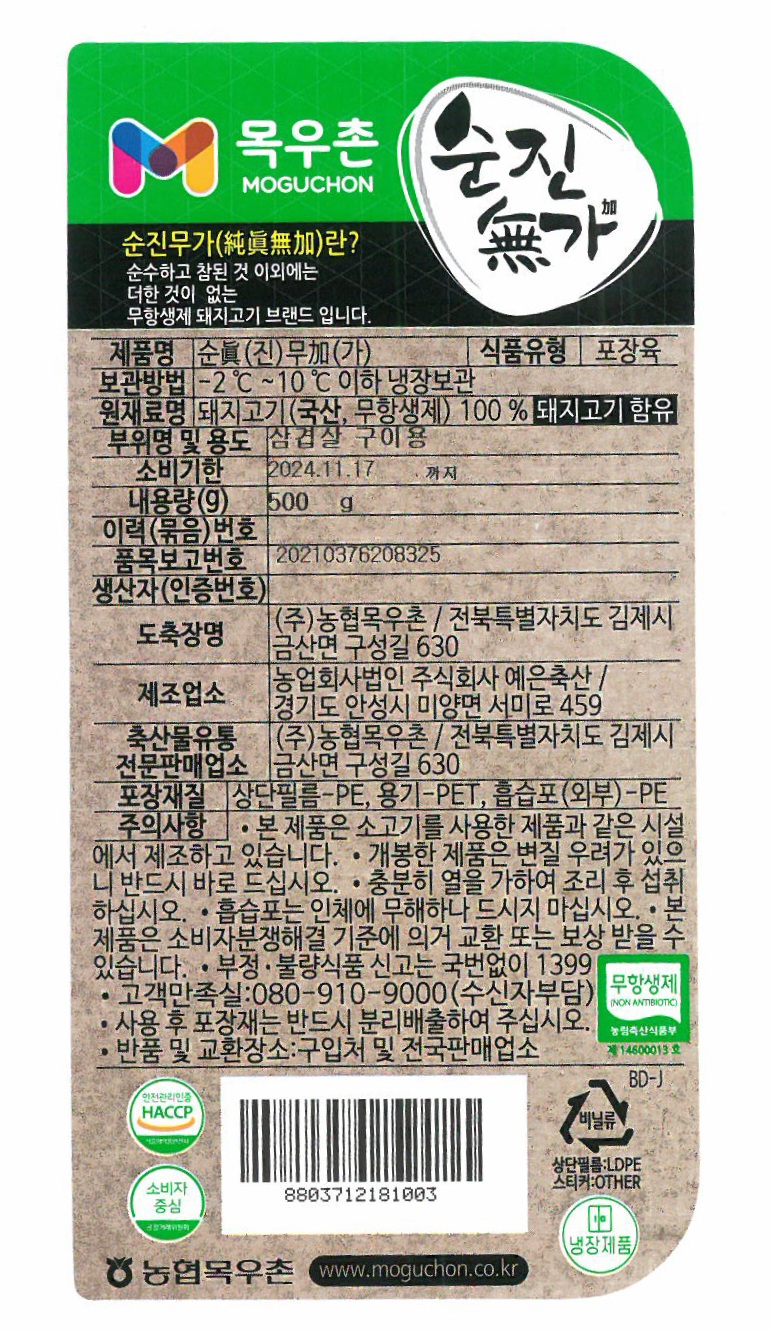 목우촌
MOGUCHON
순진
無가
加
순진무가(純眞無加)란?
순수하고 참된 것 이외에는
더한 것이 없는
무항생제 돼지고기 브랜드 입니다.
제품명 순眞(진)무加(가) 식품유형 포장육
보관방법 -2℃ ~10℃ 이하 냉장보관
원재료명 돼지고기(국산, 무항생제) 100 % 돼지고기 함유
부위명 및 용도 삼겹살 구이용
소비기한 2024.11.17 까지
내용량(g) 500 g
이력(묶음)번호
품목보고번호 20210376208325
생산자(인증번호)
도축장명 (주)농협목우촌 / 전북특별자치도 김제시
금산면 구성길 630
제조업소 농업회사법인 주식회사 예은축산 /
경기도 안성시 미양면 서미로 459
축산물유통
전문판매업소 (주)농협목우촌 / 전북특별자치도 김제시
금산면 구성길 630
포장재질 상단필름-PE, 용기-PET, 흡습포(외부)-PE
주의사항 • 본 제품은 소고기를 사용한 제품과 같은 시설
에서 제조하고 있습니다. • 개봉한 제품은 변질 우려가 있으
니 반드시 바로 드십시오. • 충분히 열을 가하여 조리 후 섭취
하십시오. • 흡습포는 인체에 무해하나 드시지 마십시오. • 본
제품은 소비자분쟁해결 기준에 의거 교환 또는 보상 받을 수
있습니다. • 부정·불량식품 신고는 국번없이 1399
• 고객만족실:080-910-9000(수신자부담)
• 사용 후 포장재는 반드시 분리배출하여 주십시오.
• 반품 및 교환장소:구입처 및 전국판매업소
무항생제
(NON ANTIBIOTIC)
농림축산식품부
제 14600013 호
BD-J
안전관리인증
HACCP
소비자
중심
8803712181003
비닐류
상단필름:LDPE
스티커:OTHER
냉장제품
농협목우촌 www.moguchon.co.kr